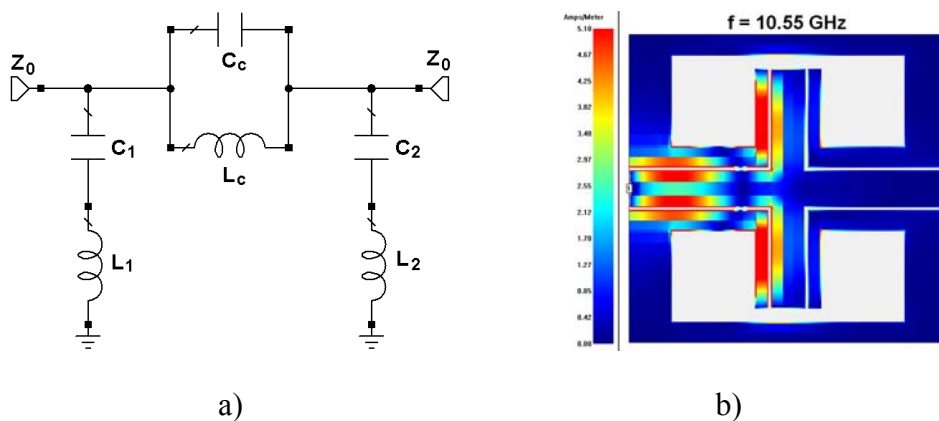 Z0
Z0
Cc
C1
C2
Lc
L1
L2
a)
Amps/Meter
f = 10.55 GHz
5.10
4.67
4.25
3.82
3.40
2.97
2.55
2.12
1.70
1.27
0.85
0.42
0.00
b)